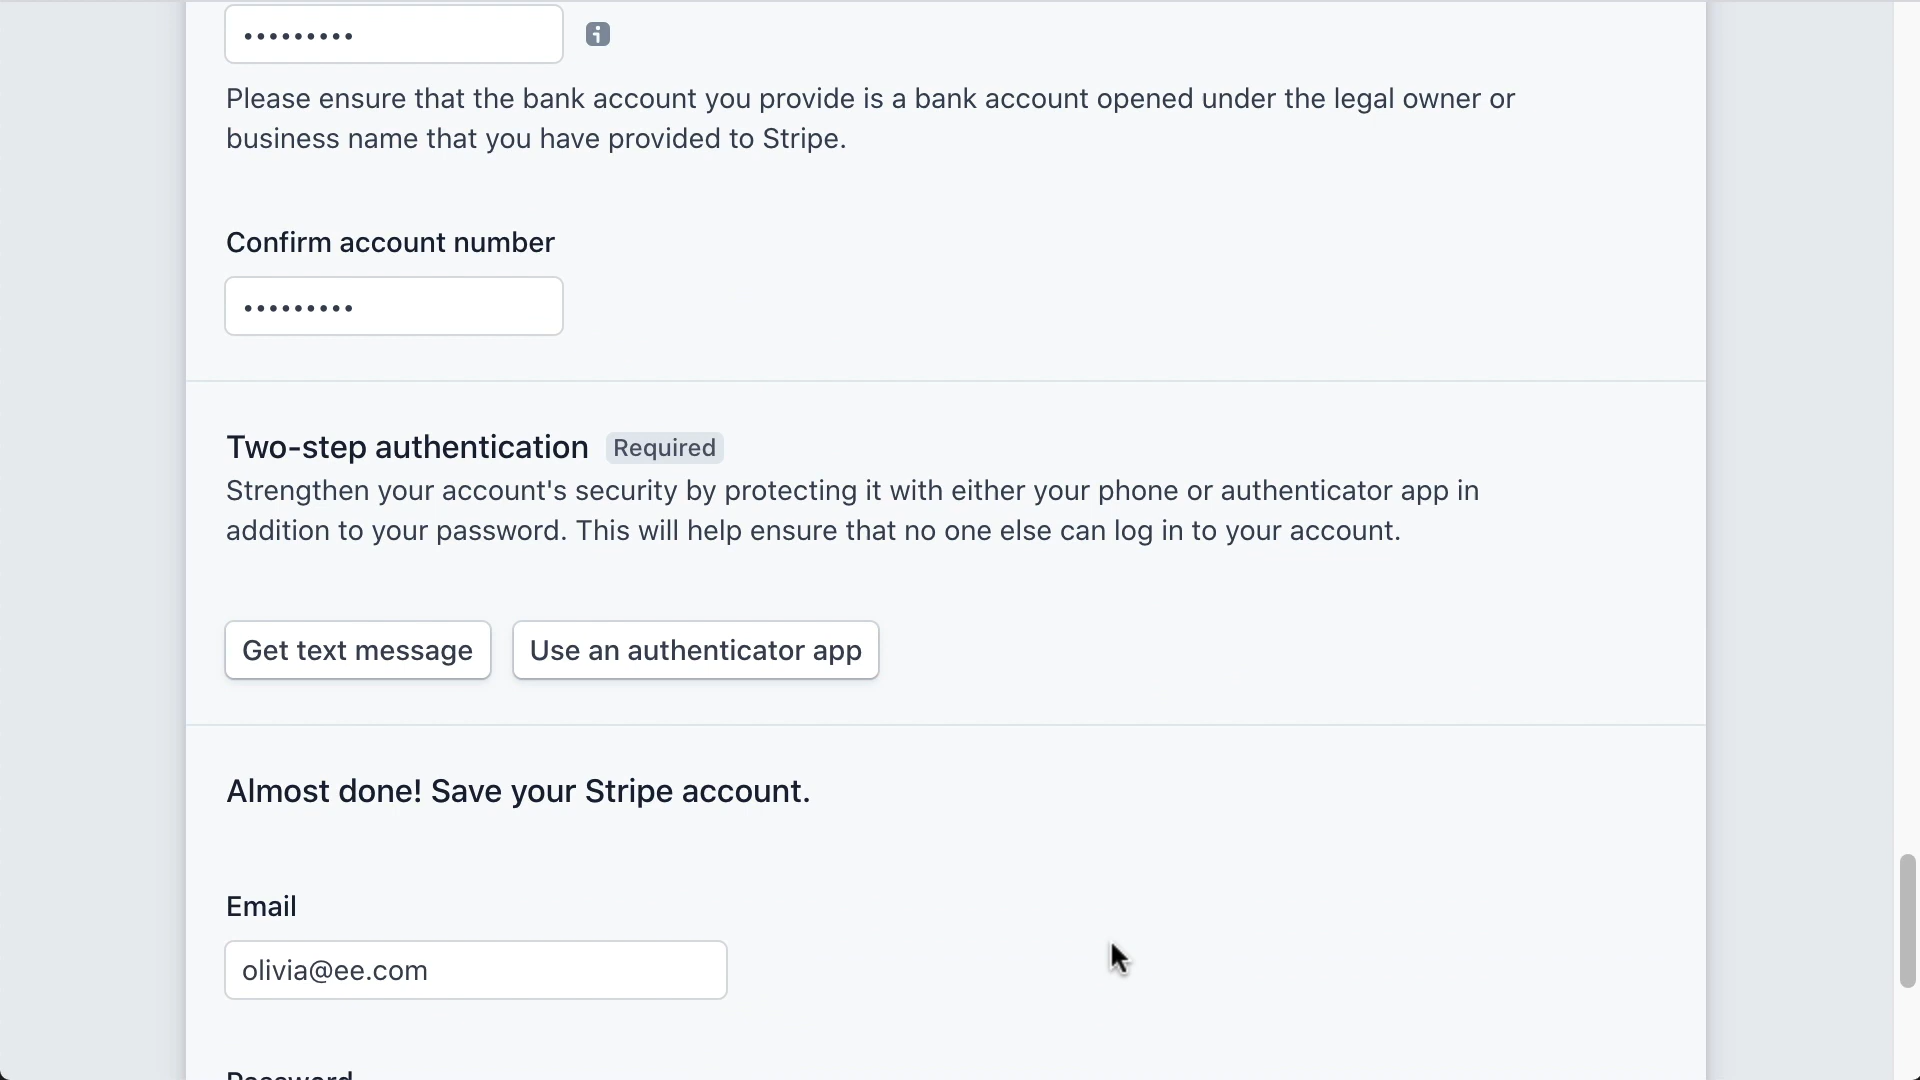 •••••••••
Please ensure that the bank account you provide is a bank account opened under the legal owner or
business name that you have provided to Stripe.
Confirm account number
•••••••••
Two-step authentication Required
Strengthen your account's security by protecting it with either your phone or authenticator app in
addition to your password. This will help ensure that no one else can log in to your account.
Get text message Use an authenticator app
Almost done! Save your Stripe account.
Email
olivia@ee.com
Password